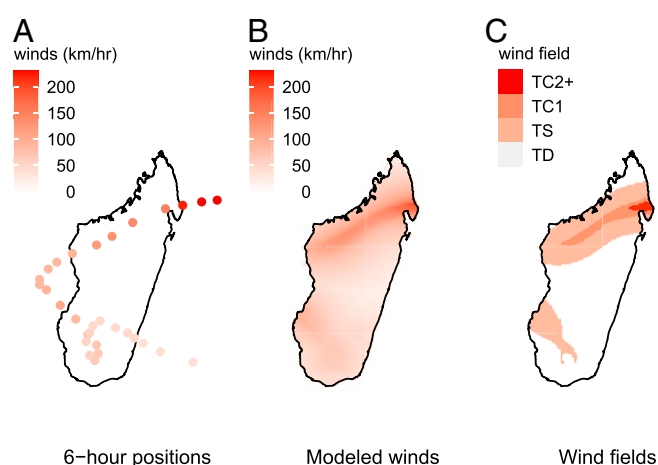 A
winds (km/hr)
200
150
100
50
0
6−hour positions
B
winds (km/hr)
200
150
100
50
0
Modeled winds
C
wind field
TC2+
TC1
TS
TD
Wind fields